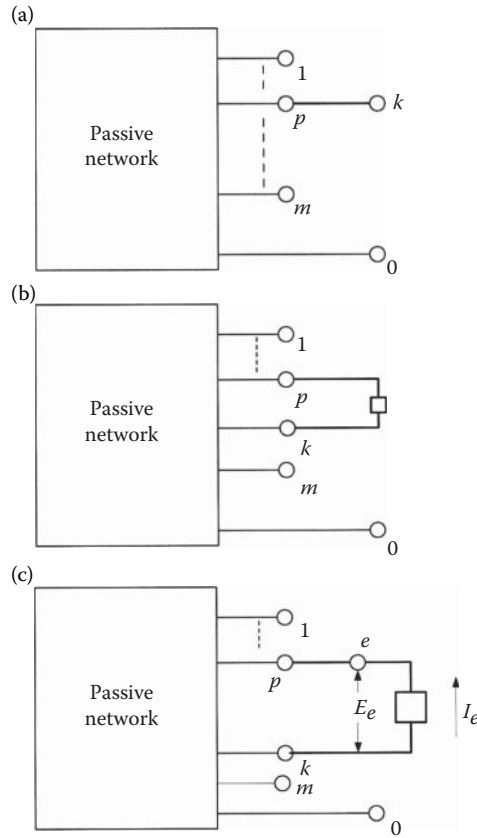 (a)
1
Passive
network
p
k
m
0
(b)
1
Passive
network
p
k
m
0
(c)
1
e
p
Passive
network
E_e
I_e
k
m
0